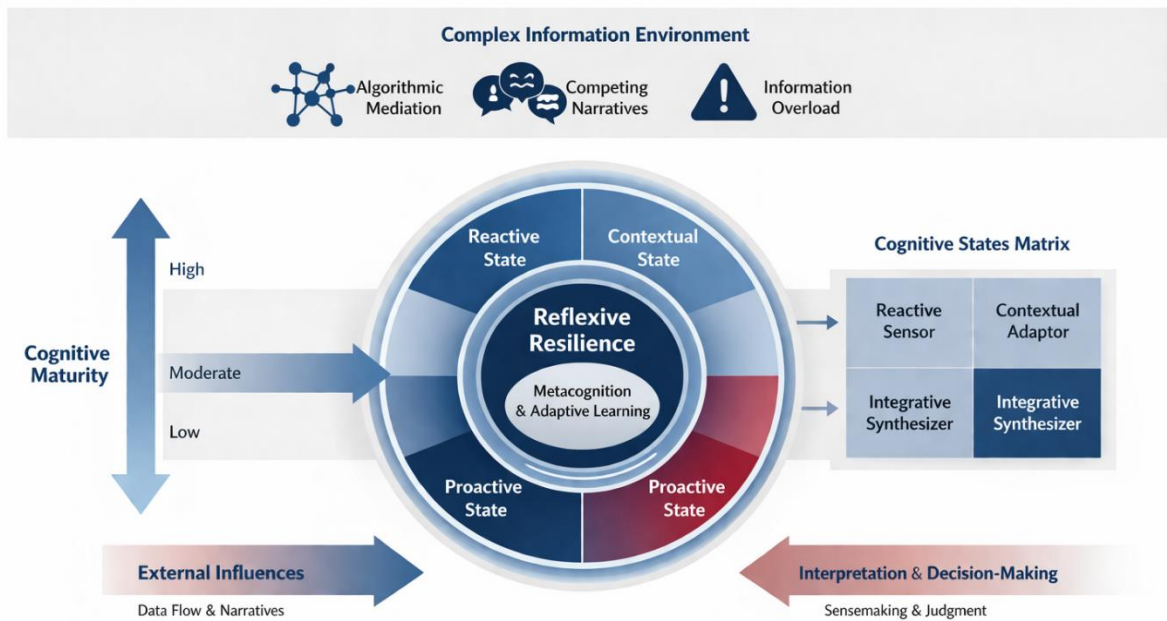 Complex Information Environment
Algorithmic
Mediation
Competing
Narratives
Information
Overload
Cognitive
Maturity
High
Moderate
Low
Reactive
State
Contextual
State
Reflexive
Resilience
Metacognition
& Adaptive Learning
Proactive
State
Proactive
State
Cognitive States Matrix
Reactive
Sensor
Contextual
Adaptor
Integrative
Synthesizer
Integrative
Synthesizer
External Influences
Data Flow & Narratives
Interpretation & Decision-Making
Sensemaking & Judgment